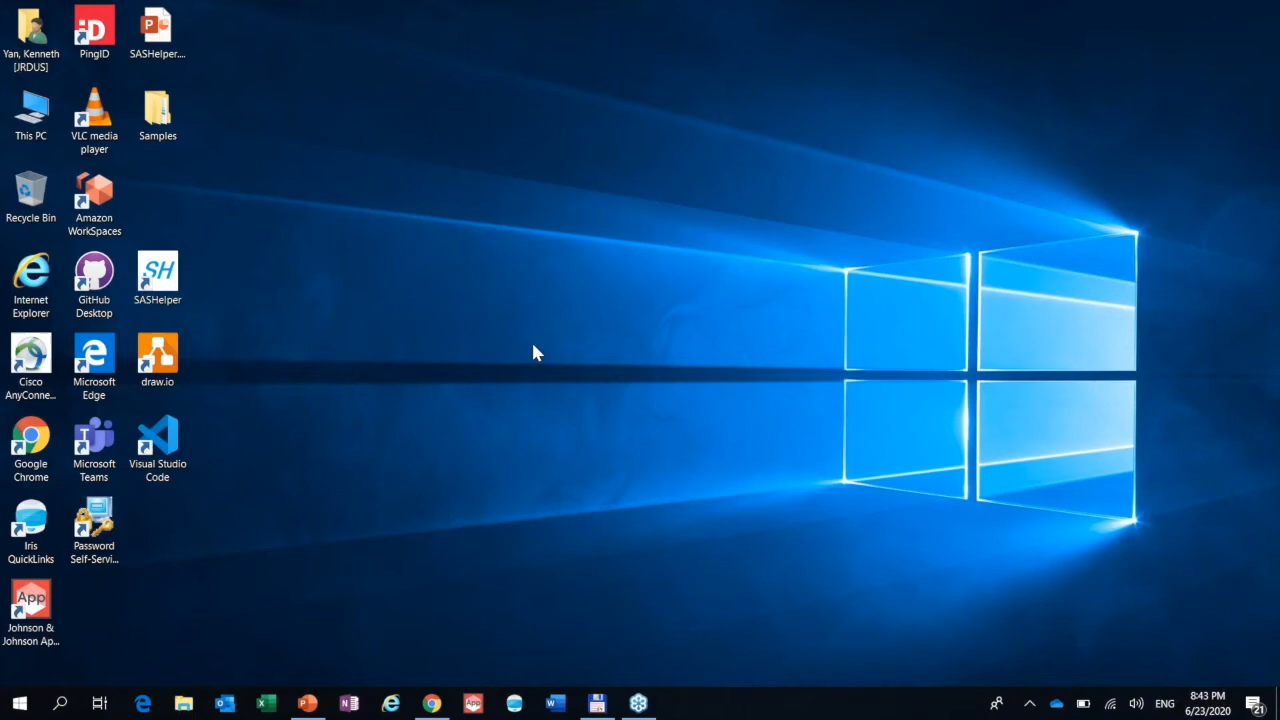 Yan, Kenneth
[JRDUS]
PingID
SASHelper....
This PC
VLC media
player
Samples
Recycle Bin
Amazon
WorkSpaces
Internet
Explorer
GitHub
Desktop
SH
SASHelper
Cisco
AnyConne...
Microsoft
Edge
draw.io
Google
Chrome
Microsoft
Teams
Visual Studio
Code
Iris
QuickLinks
Password
Self-Servi...
App
Johnson &
Johnson Ap...
App
ENG
8:43 PM
6/23/2020
21